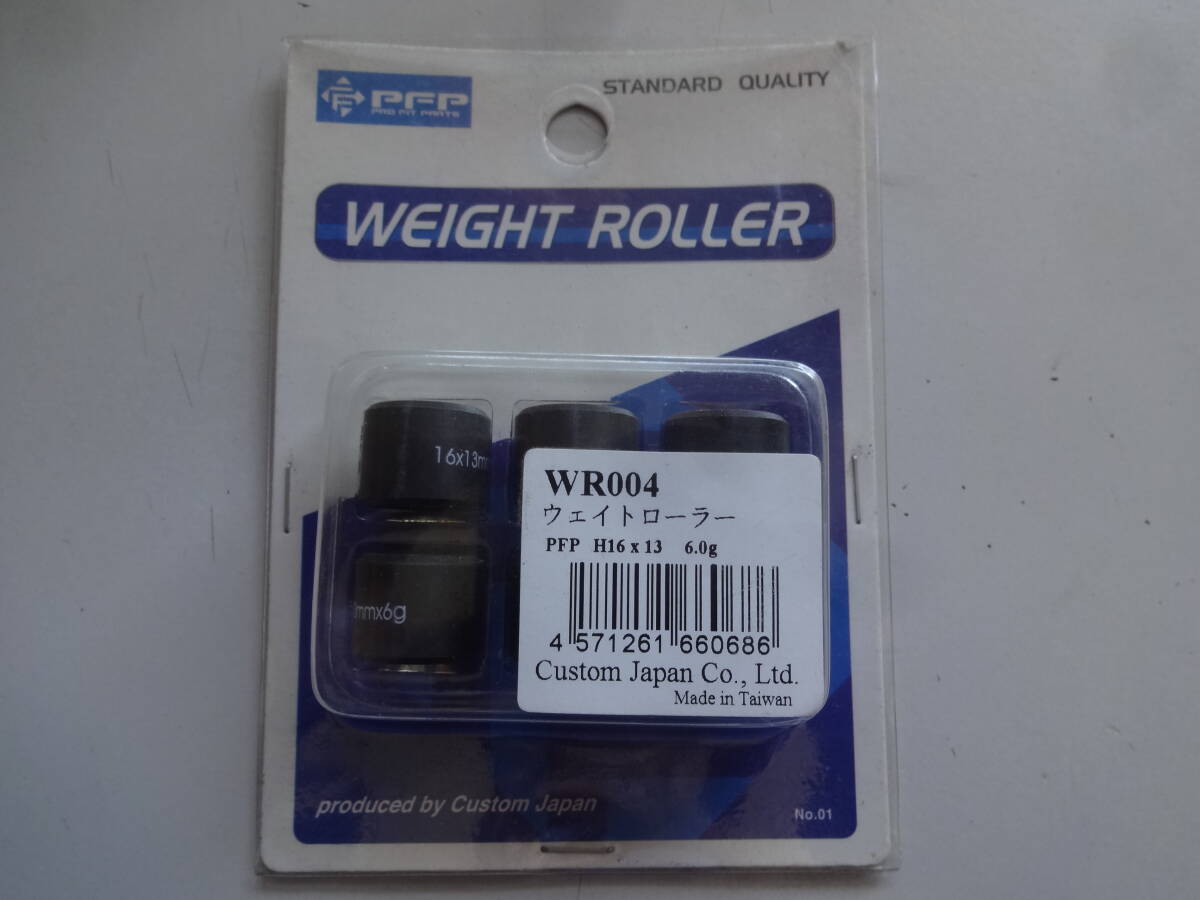 PFP
PRO FIT PARTS
STANDARD QUALITY
WEIGHT ROLLER
16x13m
mmx6g
WR004
ウェイトローラー
PFP H16 x 13 6.0g
4 571261 660686
Custom Japan Co., Ltd.
Made in Taiwan
produced by Custom Japan
No.01